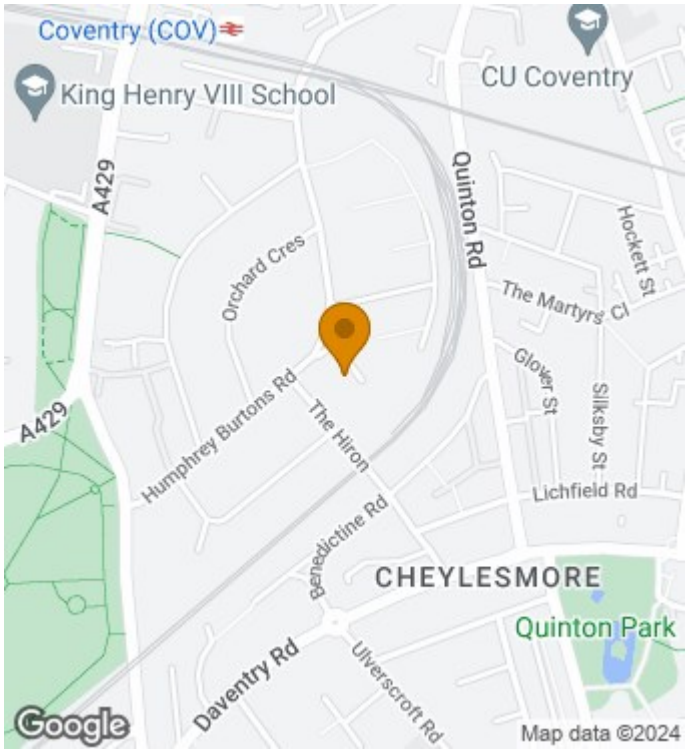 Coventry (COV)
CU Coventry
King Henry VIII School
A429
Quinton Rd
Hockett St
Orchard Cres
The Martyrs' Cl
Glover St
Silksby St
A429
Humphrey Burtons Rd
The Hiron
Lichfield Rd
Benedictine Rd
CHEYLESMORE
Quinton Park
Daventry Rd
Ulverscroft Rd
Google
Map data ©2024